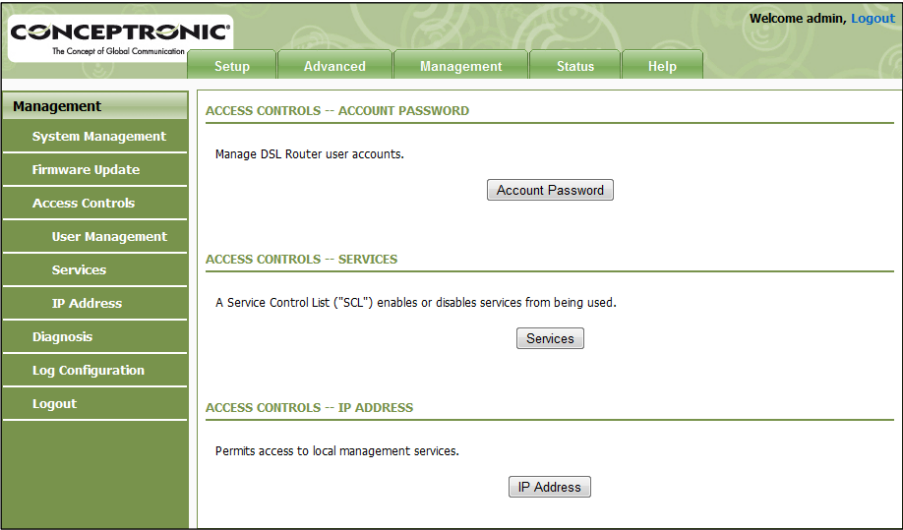 CONCEPTRONIC
The Concept of Global Communication
Welcome admin, Logout
Setup Advanced Management Status Help
Management
System Management
Firmware Update
Access Controls
User Management
Services
IP Address
Diagnosis
Log Configuration
Logout
ACCESS CONTROLS -- ACCOUNT PASSWORD
Manage DSL Router user accounts.
Account Password
ACCESS CONTROLS -- SERVICES
A Service Control List ("SCL") enables or disables services from being used.
Services
ACCESS CONTROLS -- IP ADDRESS
Permits access to local management services.
IP Address